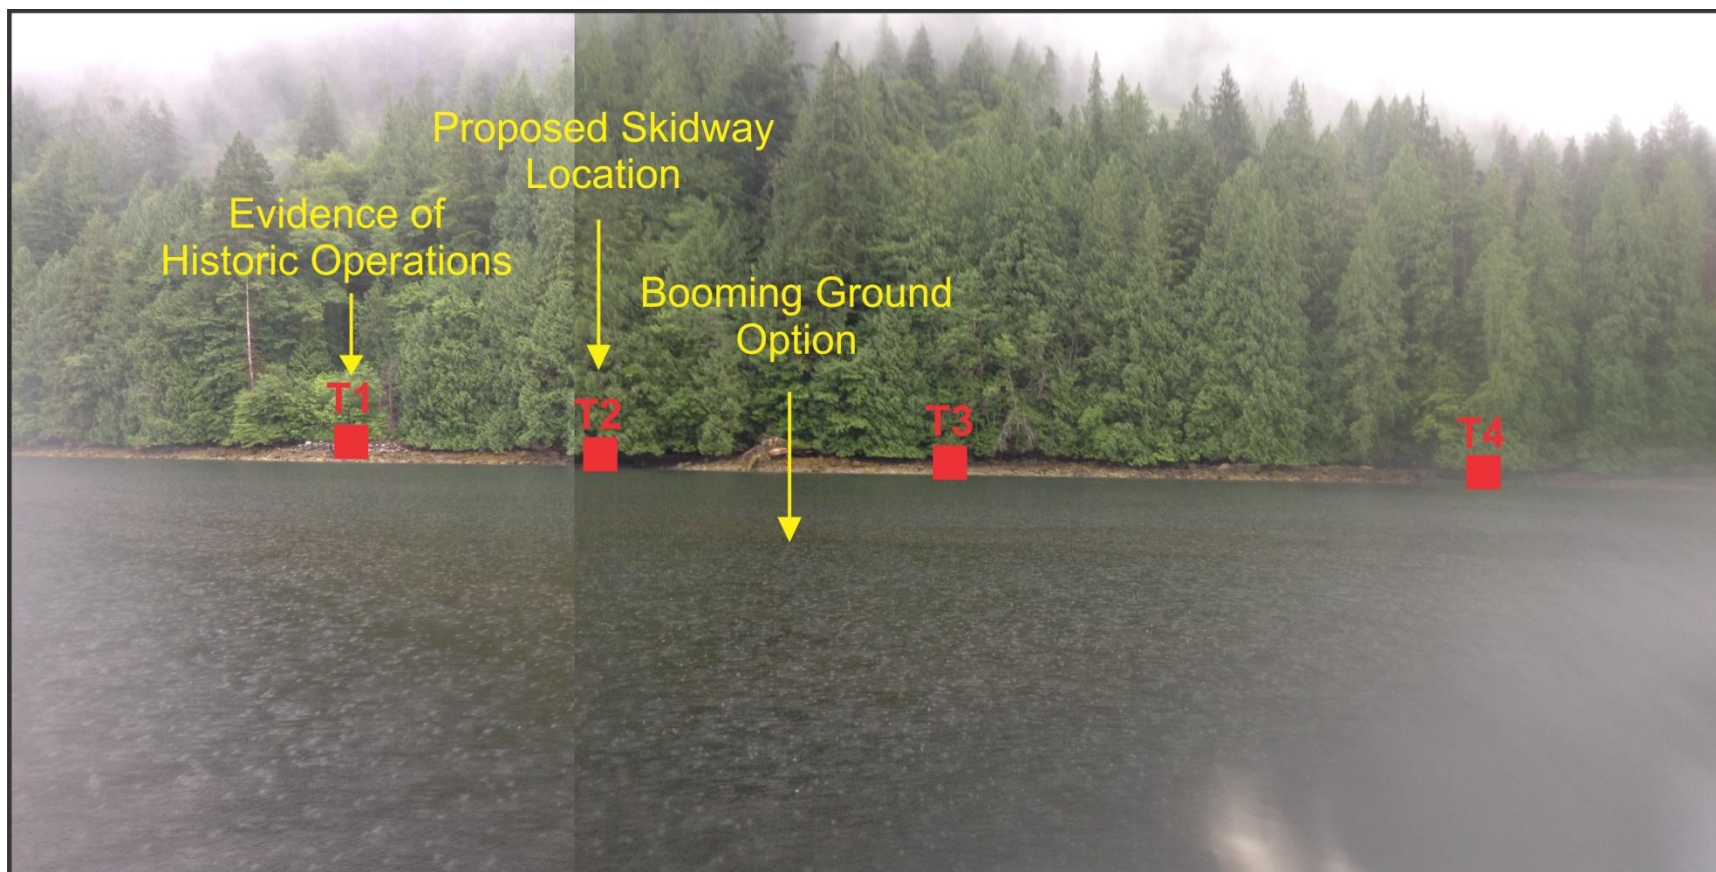 Proposed Skidway
Location
Evidence of
Historic Operations
Booming Ground
Option
T1
T2
T3
T4